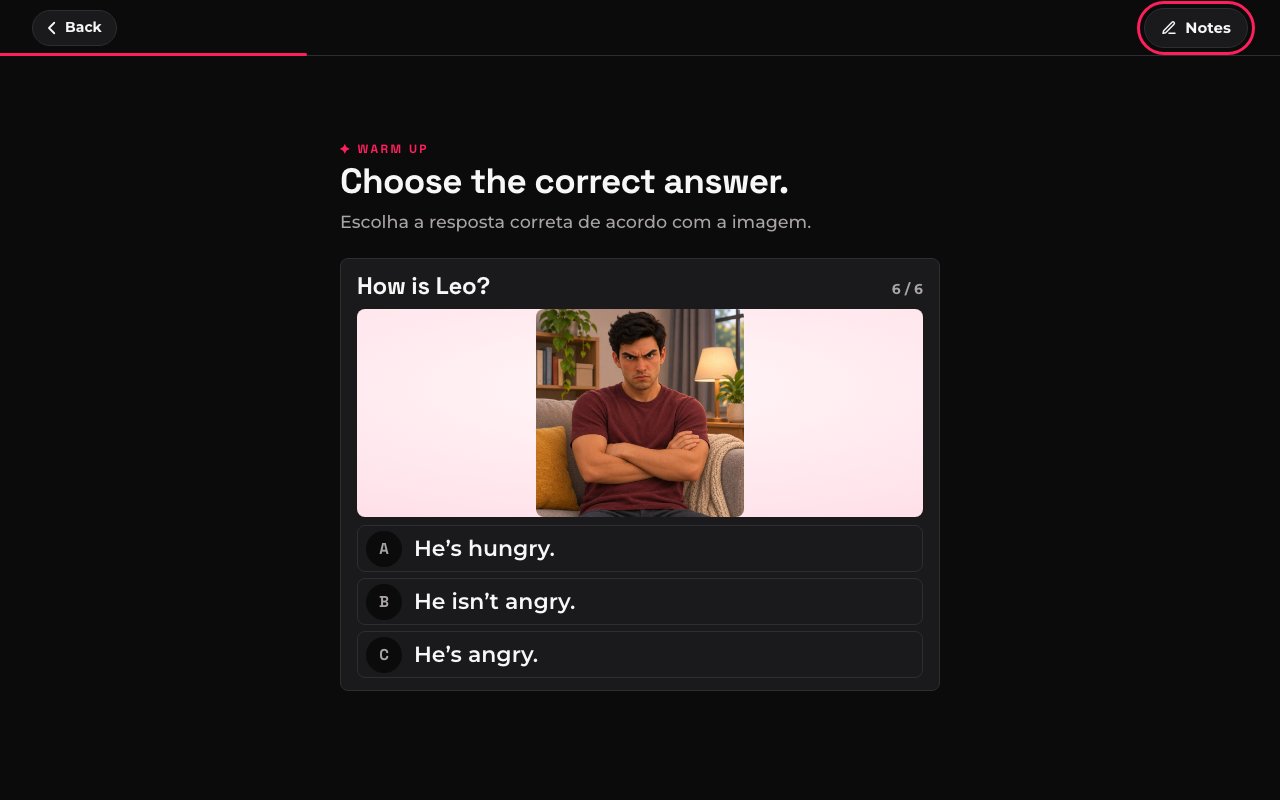 Back
Notes
WARM UP
Choose the correct answer.
Escolha a resposta correta de acordo com a imagem.
How is Leo?
6 / 6
A He’s hungry.
B He isn’t angry.
C He’s angry.